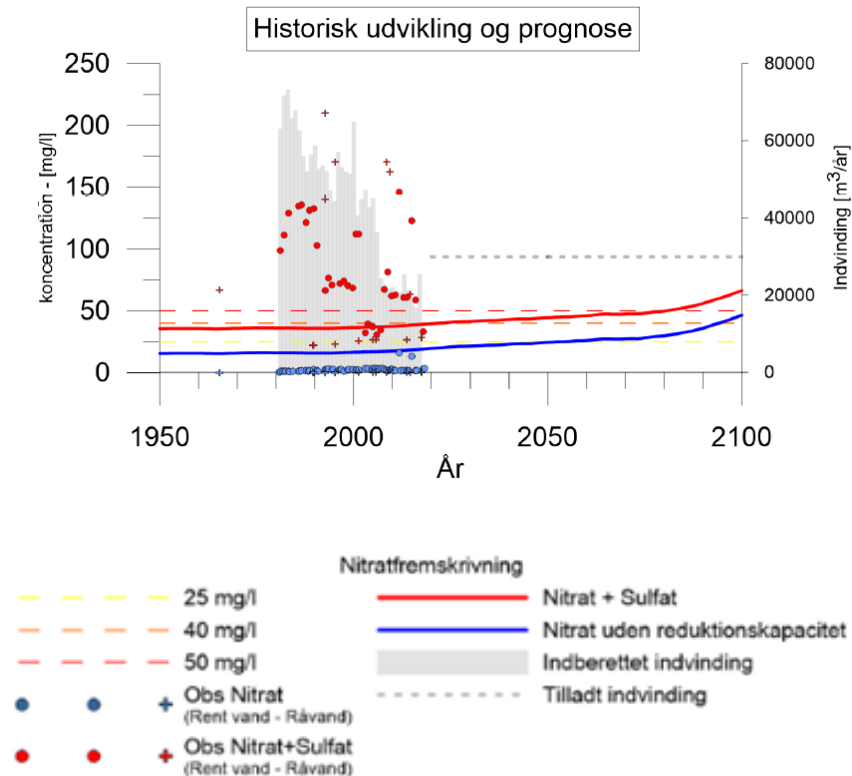 Historisk udvikling og prognose
250
200
150
100
50
0
koncentration - [mg/l]
80000
60000
40000
20000
0
Indvinding [m³/år]
1950
2000
2050
2100
År
Nitratfremskrivning
25 mg/l
40 mg/l
50 mg/l
Obs Nitrat
(Rent vand - Råvand)
Obs Nitrat+Sulfat
(Rent vand - Råvand)
Nitrat + Sulfat
Nitrat uden reduktionskapacitet
Indberettet indvinding
Tilladt indvinding